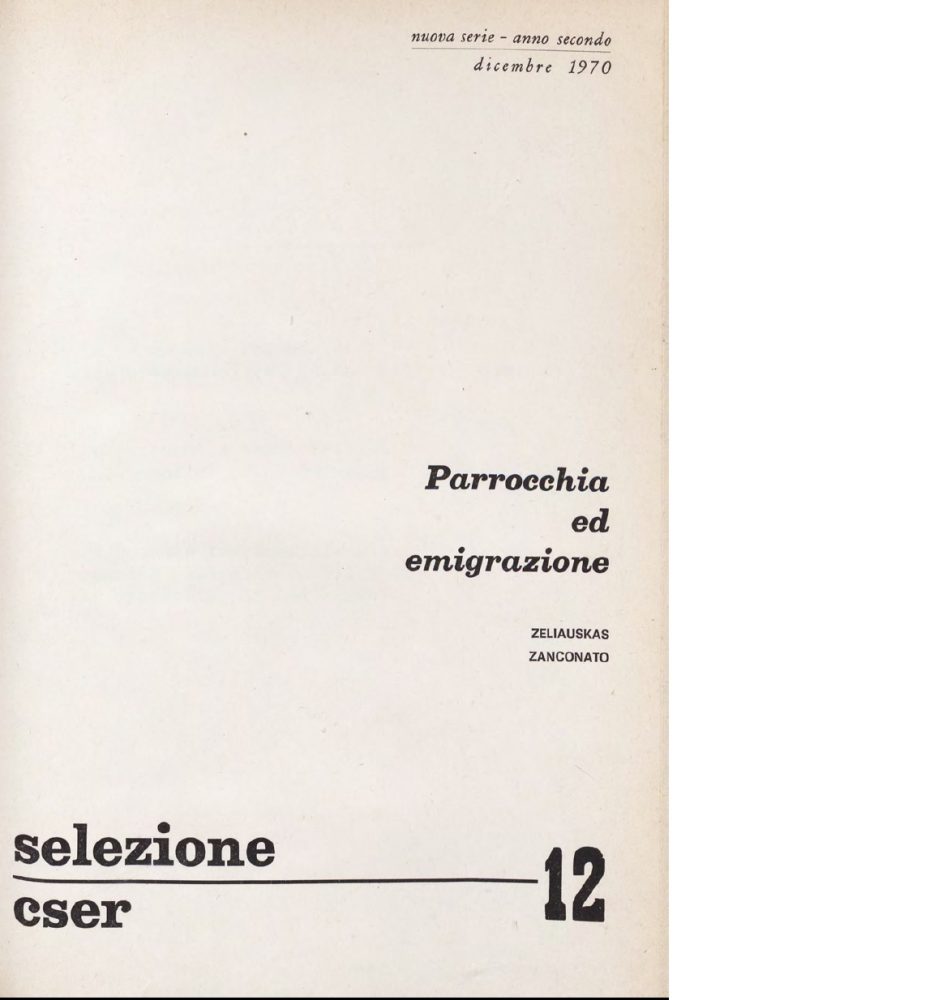 nuova serie - anno secondo
dicembre 1970
Parrocchia
ed
emigrazione
ZELIAUSKAS
ZANCONATO
selezione
cser
12